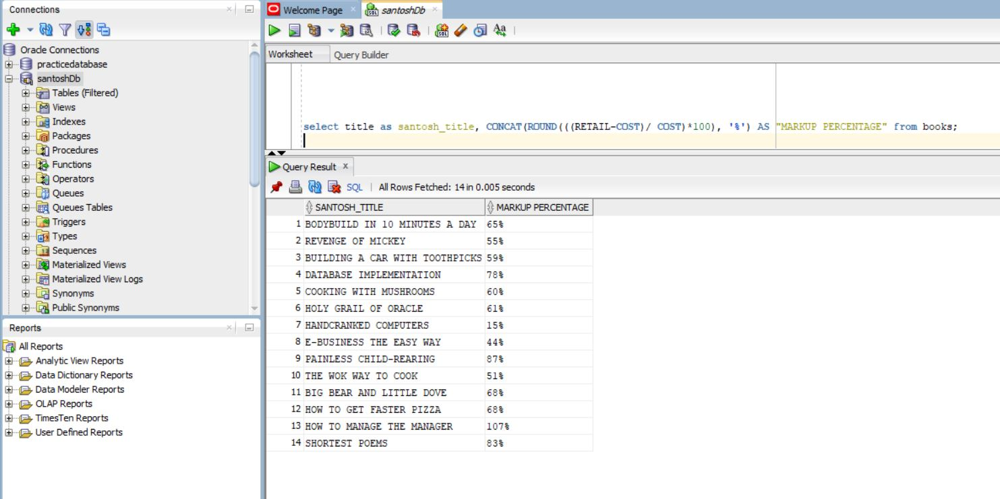 Connections
Oracle Connections
practicedatabase
santoshDb
Tables (Filtered)
Views
Indexes
Packages
Procedures
Functions
Operators
Queues
Queues Tables
Triggers
Types
Sequences
Materialized Views
Materialized View Logs
Synonyms
Public Synonyms
Reports
All Reports
Analytic View Reports
Data Dictionary Reports
Data Modeler Reports
OLAP Reports
TimesTen Reports
User Defined Reports
Welcome Page santoshDb
Worksheet Query Builder
select title as santosh_title, CONCAT(ROUND(((RETAIL-COST)/ COST)*100), '%') AS "MARKUP PERCENTAGE" from books;
Query Result
SQL All Rows Fetched: 14 in 0.005 seconds
SANTOSH_TITLE MARKUP PERCENTAGE
1 BODYBUILD IN 10 MINUTES A DAY 65%
2 REVENGE OF MICKEY 55%
3 BUILDING A CAR WITH TOOTHPICKS 59%
4 DATABASE IMPLEMENTATION 78%
5 COOKING WITH MUSHROOMS 60%
6 HOLY GRAIL OF ORACLE 61%
7 HANDCRANKED COMPUTERS 15%
8 E-BUSINESS THE EASY WAY 44%
9 PAINLESS CHILD-REARING 87%
10 THE WOK WAY TO COOK 51%
11 BIG BEAR AND LITTLE DOVE 68%
12 HOW TO GET FASTER PIZZA 68%
13 HOW TO MANAGE THE MANAGER 107%
14 SHORTEST POEMS 83%